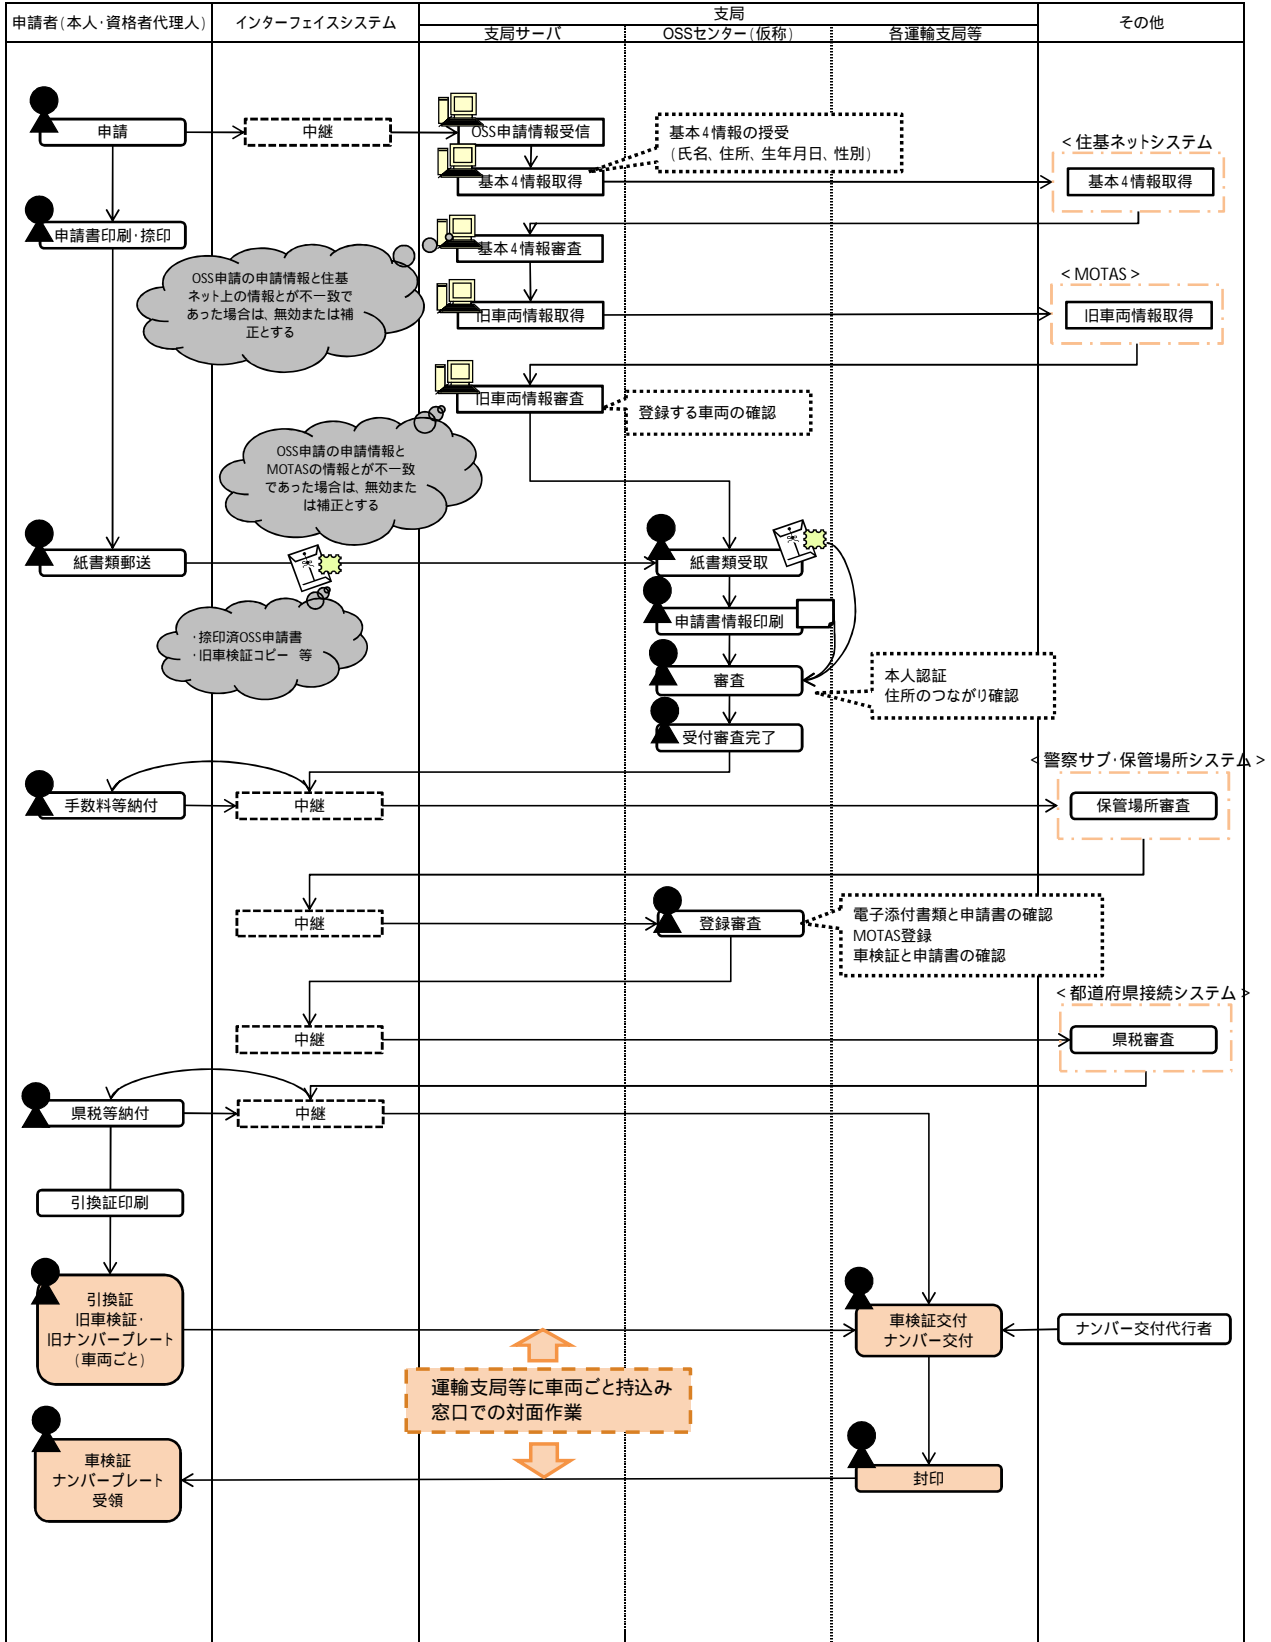 申請者(本人・資格者代理人)
インターフェイスシステム
支局
支局サーバ
OSSセンター(仮称)
各運輸支局等
その他
申請
中継
OSS申請情報受信
基本4情報の授受
(氏名、住所、生年月日、性別)
<住基ネットシステム
基本4情報取得
基本4情報取得
申請書印刷・捺印
基本4情報審査
OSS申請の申請情報と住基
ネット上の情報とが不一致で
あった場合は、無効または補
正とする
<MOTAS>
旧車両情報取得
旧車両情報取得
旧車両情報審査
登録する車両の確認
OSS申請の申請情報と
MOTASの情報とが不一致
であった場合は、無効また
は補正とする
紙書類郵送
紙書類受取
・捺印済OSS申請書
・旧車検証コピー 等
申請書情報印刷
審査
本人認証
住所のつながり確認
受付審査完了
<警察サブ・保管場所システム>
手数料等納付
中継
保管場所審査
中継
登録審査
電子添付書類と申請書の確認
MOTAS登録
車検証と申請書の確認
<都道府県接続システム>
中継
県税審査
県税等納付
中継
引換証印刷
引換証
旧車検証・
旧ナンバープレート
(車両ごと)
車検証交付
ナンバー交付
ナンバー交付代行者
運輸支局等に車両ごと持込み
窓口での対面作業
車検証
ナンバープレート
受領
封印